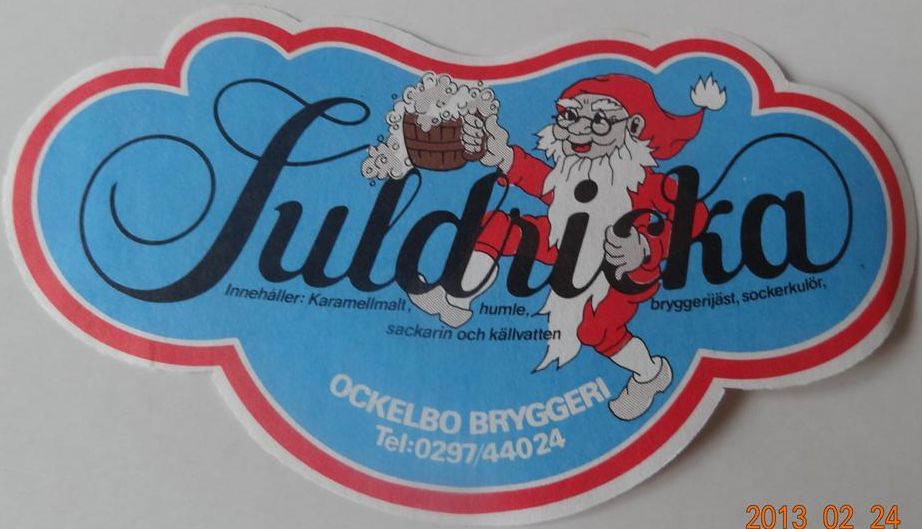 Juldricka
Innehåller: Karamellmalt, humle, bryggerijäst, sockerkulör,
sackarin och källvatten
OCKELBO BRYGGERI
Tel:0297/44024
2013 02 24